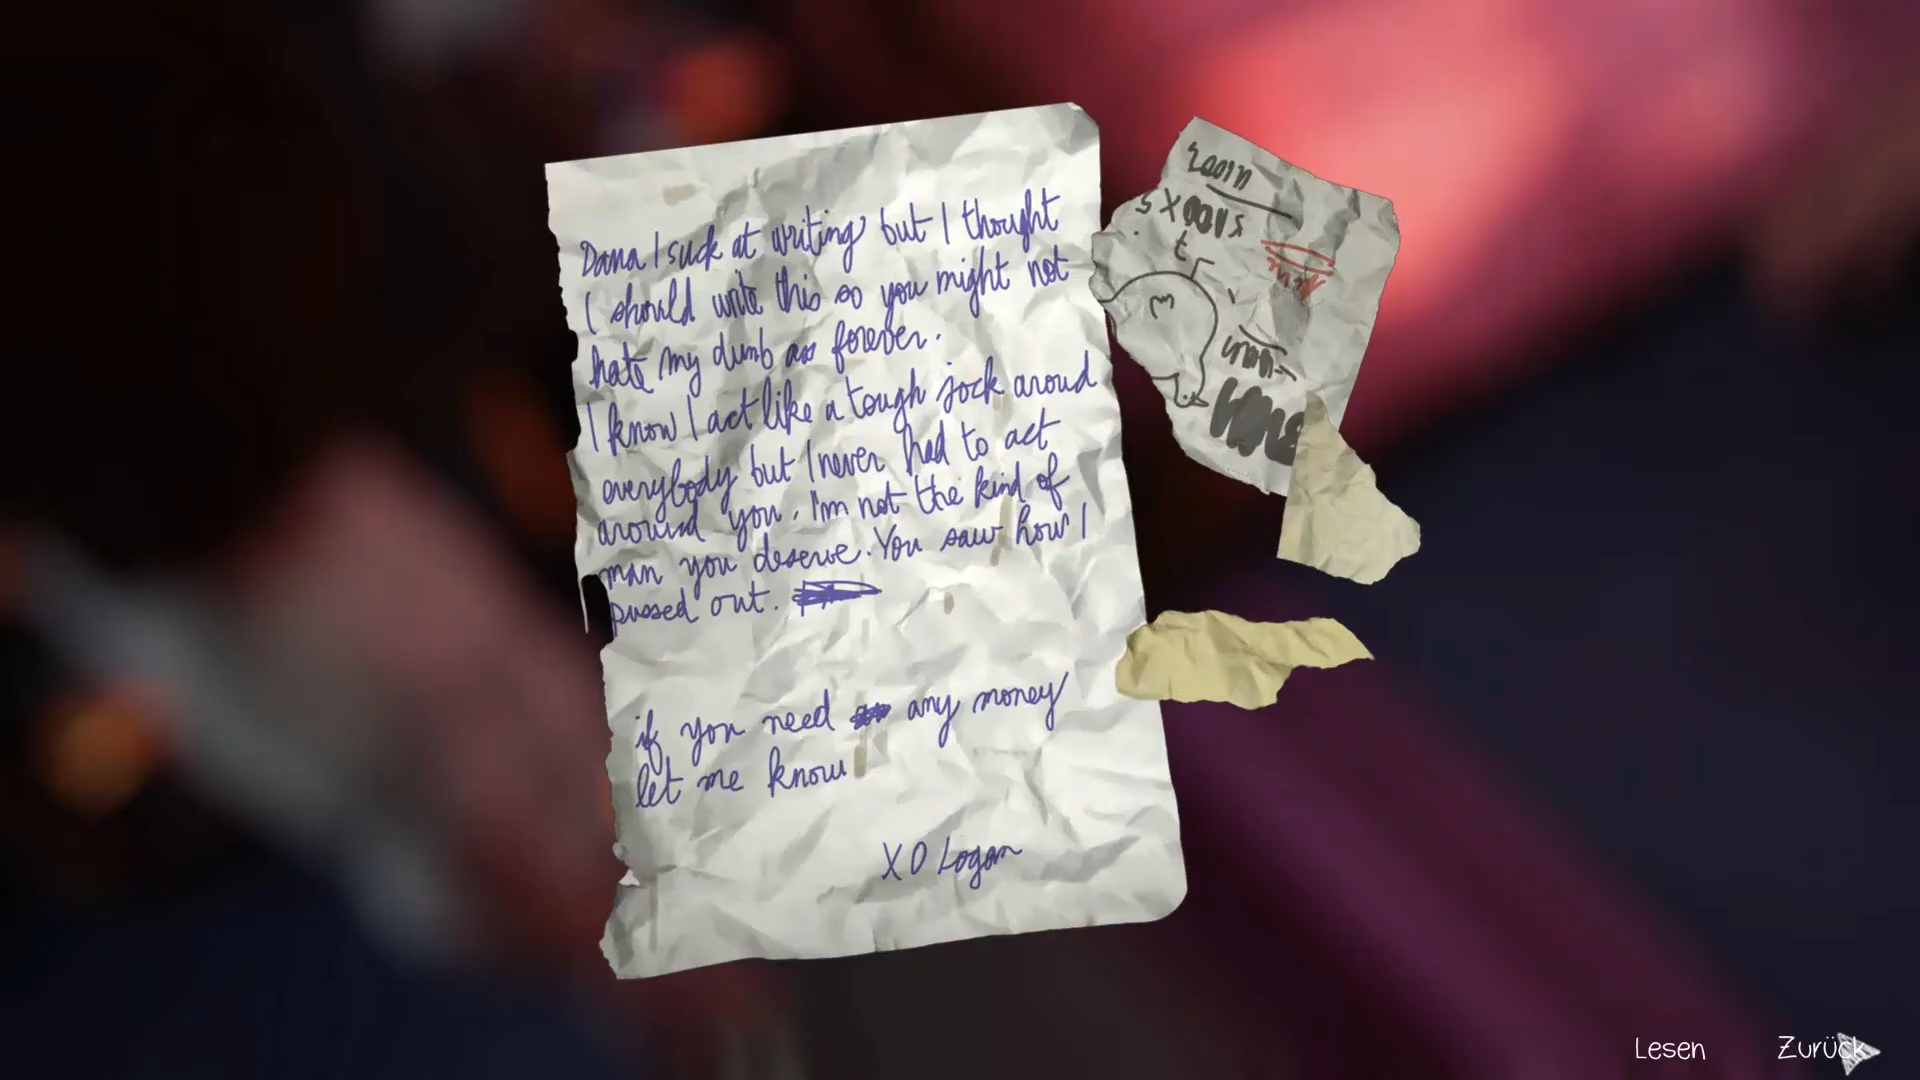 Dana I suck at writing but I thought
I should write this so you might not
hate my dumb ass forever.
I know I act like a tough jock aroud
everybody but I never had to act
around you. I'm not the kind of
man you deserve. You saw how I
pussed out.
if you need any money
let me know
XO Logan
Lesen
Zurück